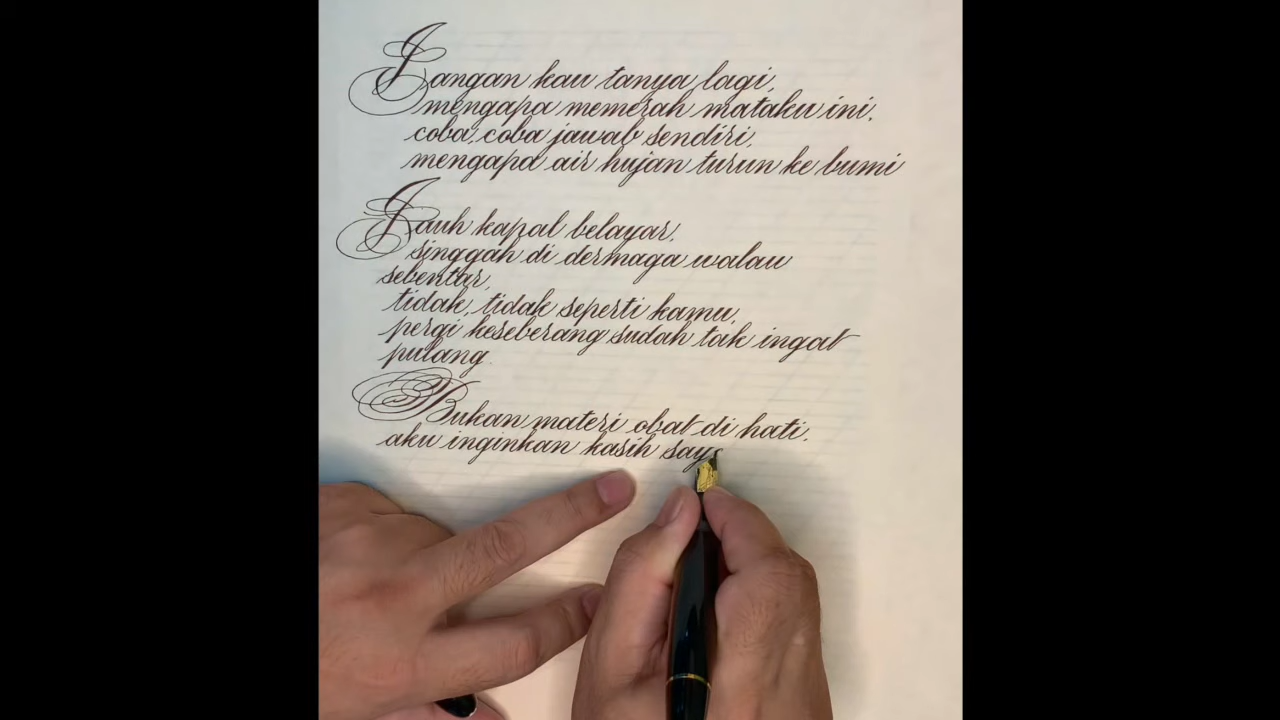 Jangan kau tanya lagi,
mengapa memerah mataku ini.
coba, coba jawab sendiri,
mengapa air hujan turun ke bumi
Jauh kapal belayar,
singgah di dermaga walau
sebentar,
tidak, tidak seperti kamu,
pergi keseberang sudah tak ingat
pulang.
Bukan materi obat di hati,
aku inginkan kasih say